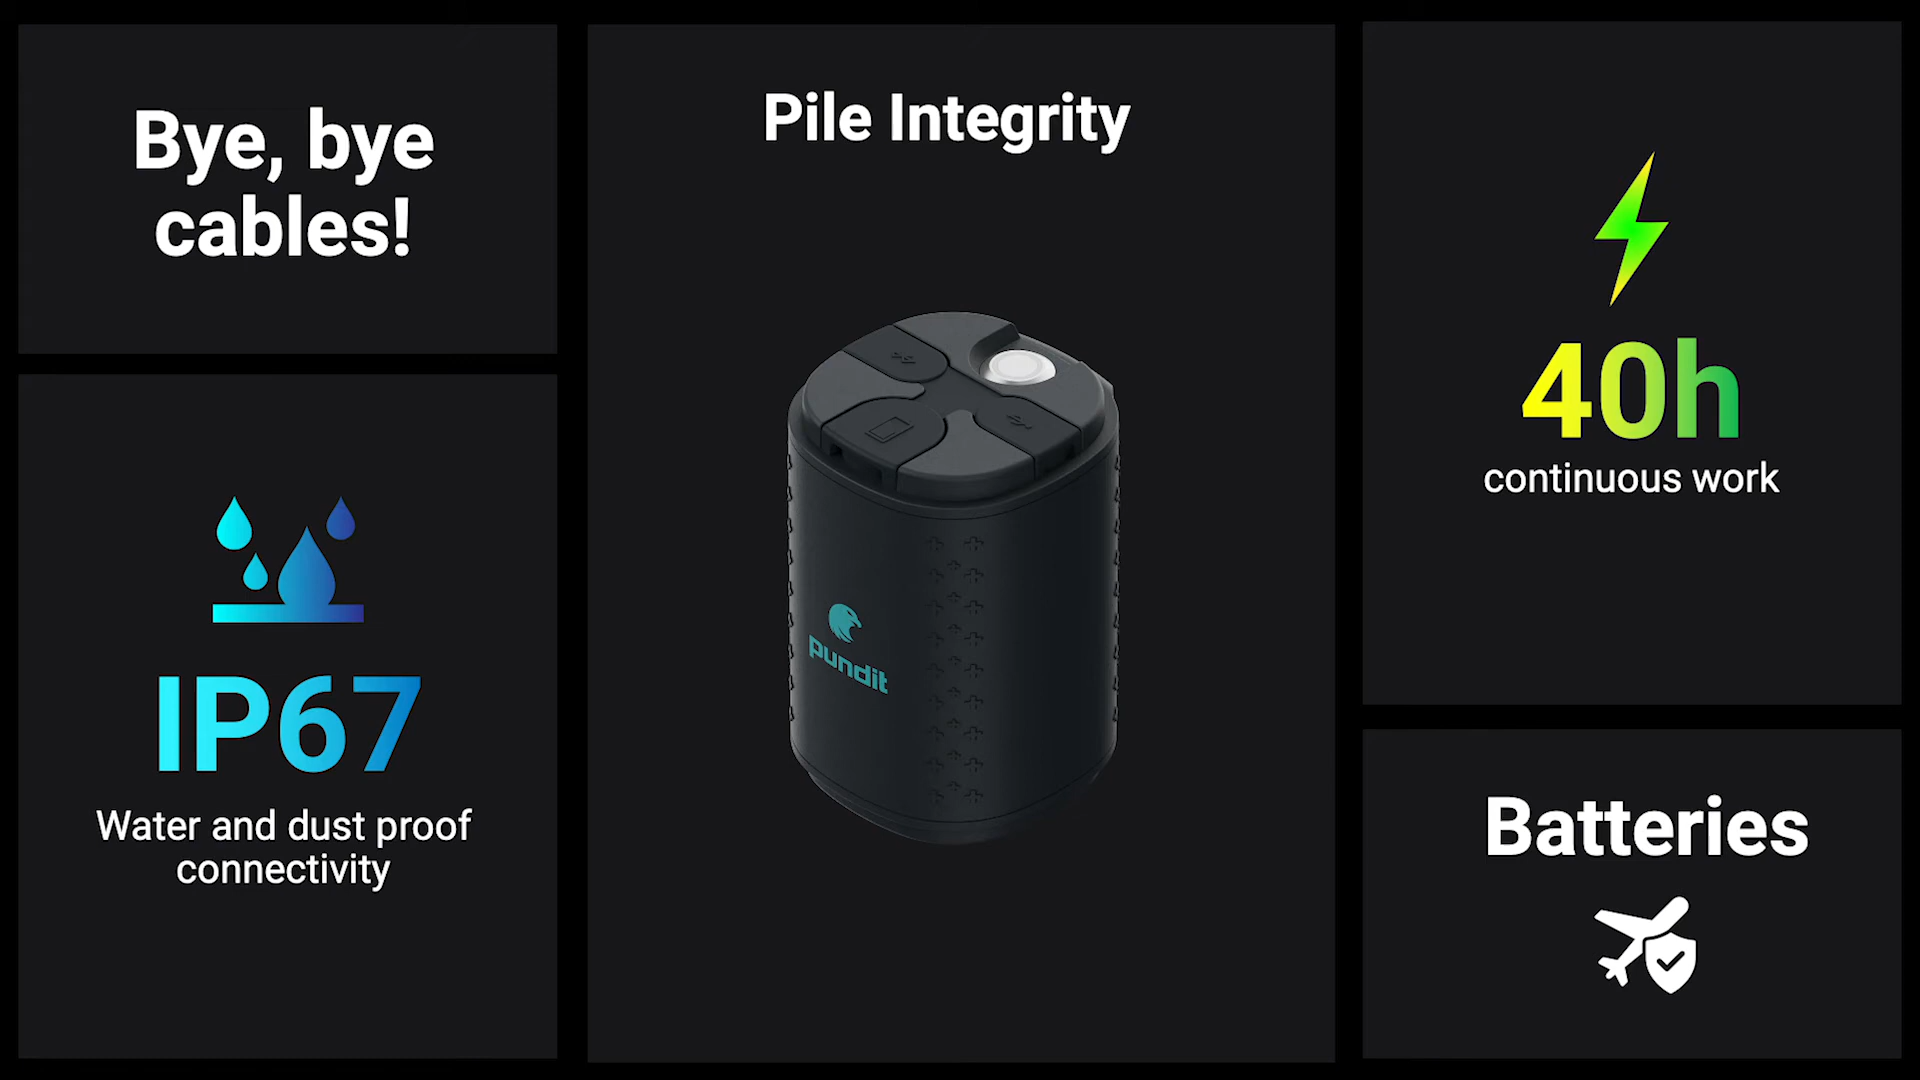 Bye, bye
cables!
IP67
Water and dust proof
connectivity
Pile Integrity
pundit
40h
continuous work
Batteries